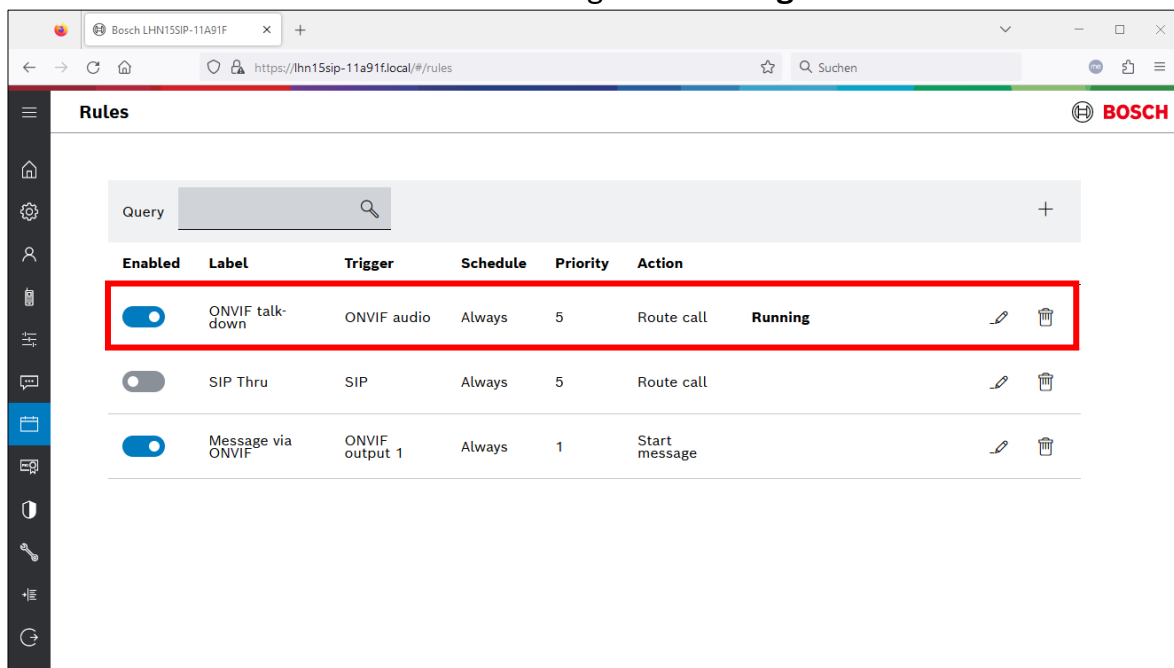 g
g
Bosch LHN15SIP-11A91F
https://lhn15sip-11a91f.local/#/rules
Suchen
Rules
BOSCH
Query
Enabled Label Trigger Schedule Priority Action
ONVIF talk-
down
ONVIF audio Always 5 Route call Running
SIP Thru SIP Always 5 Route call
Message via
ONVIF
ONVIF
output 1
Always 1
Start
message